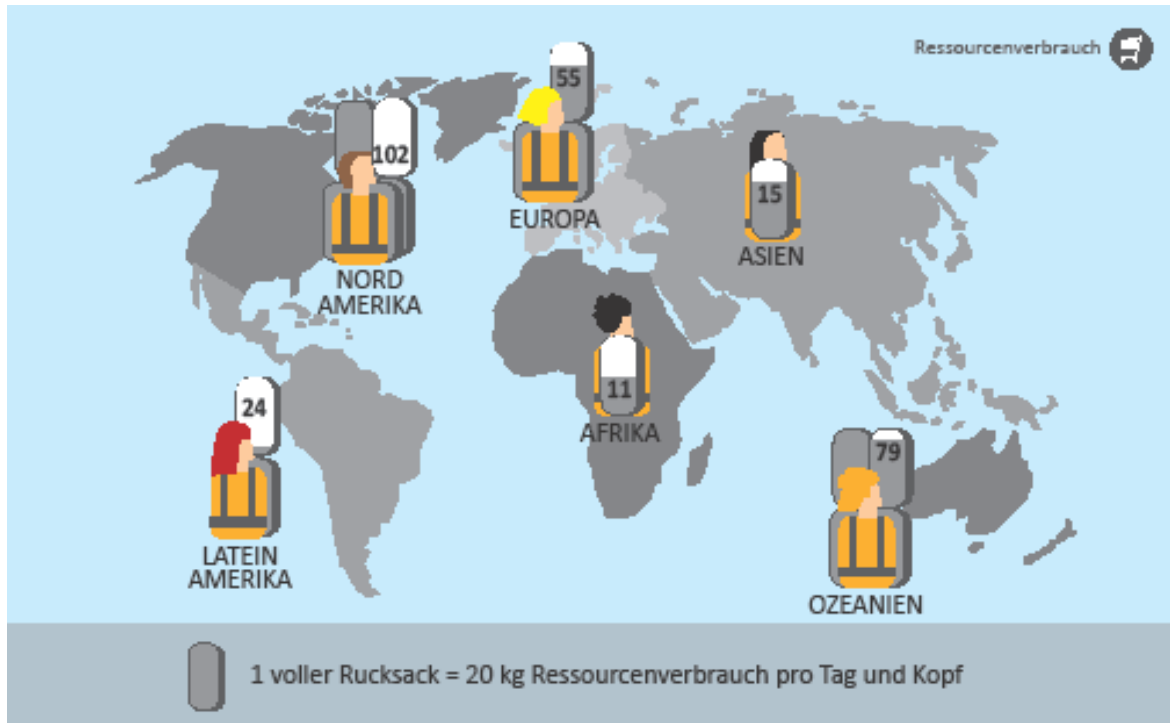 Ressourcenverbrauch
55
102
EUROPA
15
ASIEN
NORD
AMERIKA
11
24
AFRIKA
79
LATEIN
AMERIKA
OZEANIEN
1 voller Rucksack = 20 kg Ressourcenverbrauch pro Tag und Kopf